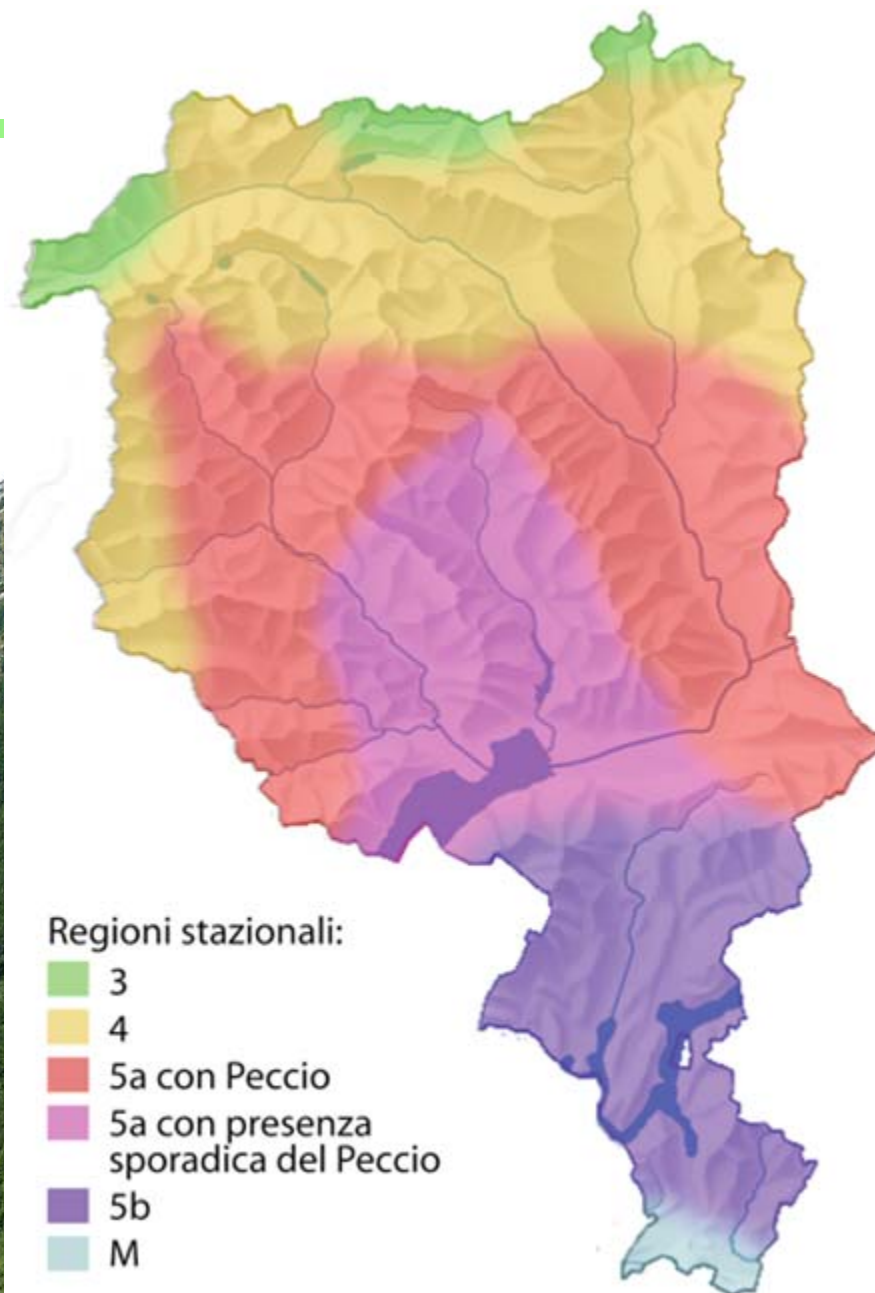 Regioni stazionali:
3
4
5a con Peccio
5a con presenza
sporadica del Peccio
5b
M